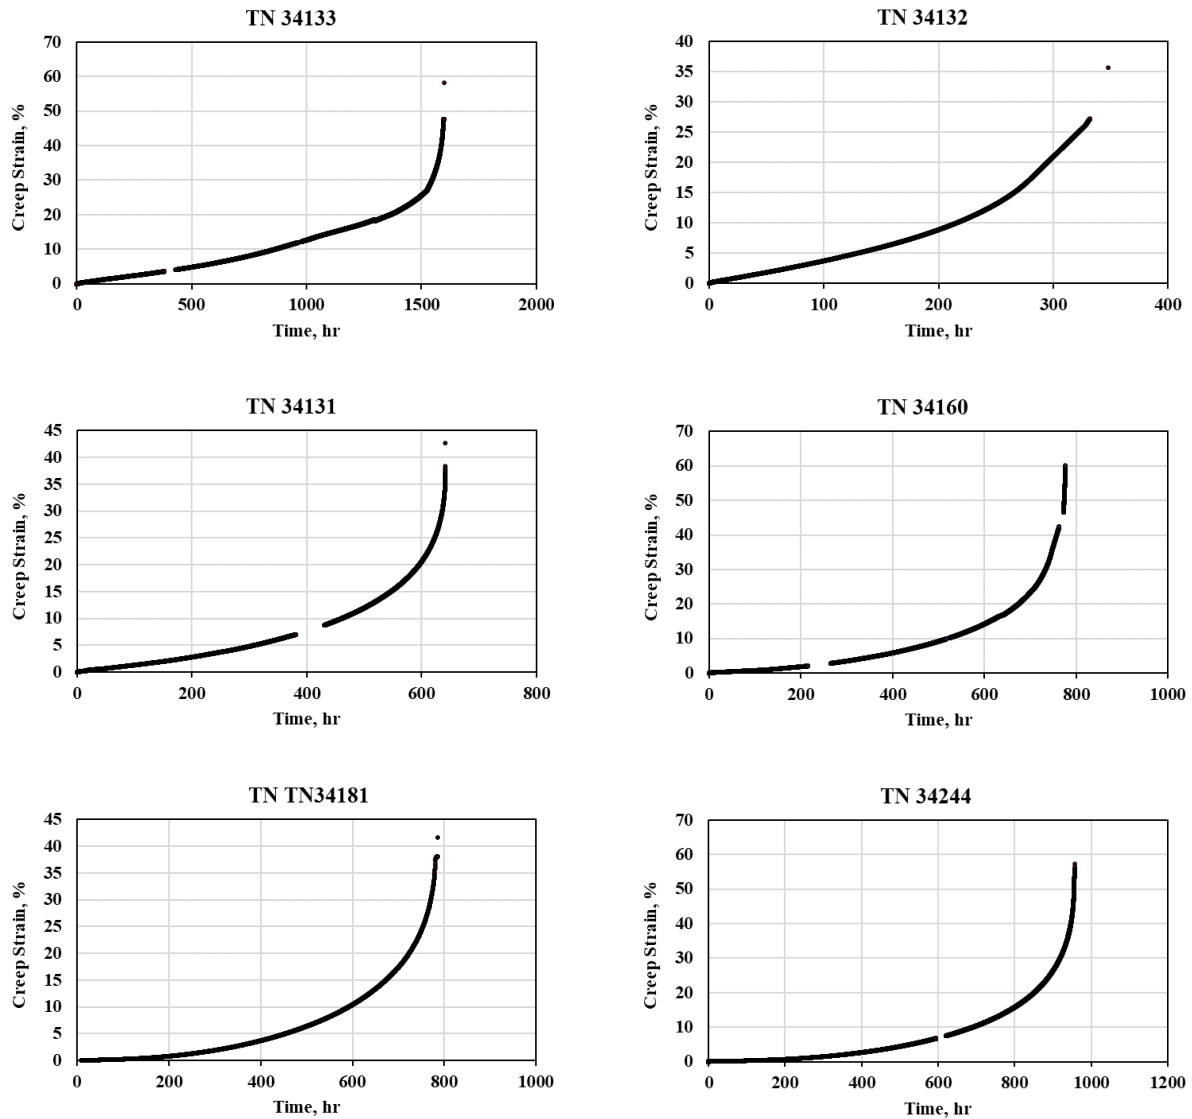 TN 34133
70
60
50
40
30
20
10
0
0 500 1000 1500 2000
Creep Strain, %
Time, hr
TN 34132
40
35
30
25
20
15
10
5
0
0 100 200 300 400
Creep Strain, %
Time, hr
TN 34131
45
40
35
30
25
20
15
10
5
0
0 200 400 600 800
Creep Strain, %
Time, hr
TN 34160
70
60
50
40
30
20
10
0
0 200 400 600 800 1000
Creep Strain, %
Time, hr
TN TN34181
45
40
35
30
25
20
15
10
5
0
0 200 400 600 800 1000
Creep Strain, %
Time, hr
TN 34244
70
60
50
40
30
20
10
0
0 200 400 600 800 1000 1200
Creep Strain, %
Time, hr